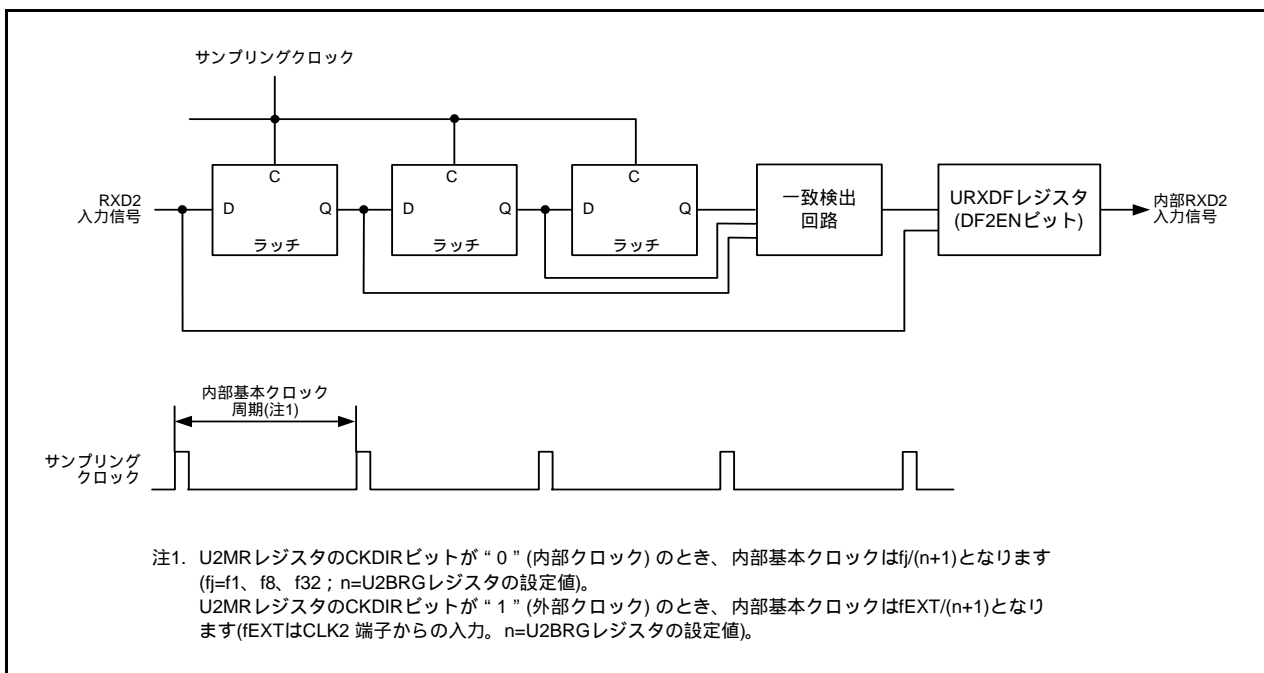 サンプリングクロック
RXD2
入力信号
C
D
Q
ラッチ
C
D
Q
ラッチ
C
D
Q
ラッチ
一致検出
回路
URXDFレジスタ
(DF2ENビット)
内部RXD2
入力信号
内部基本クロック
周期(注1)
サンプリング
クロック
注1. U2MRレジスタのCKDIRビットが“0”(内部クロック) のとき、内部基本クロックはfj/(n+1)となります
(fj=f1、f8、f32 ; n=U2BRGレジスタの設定値)。
U2MRレジスタのCKDIRビットが“1”(外部クロック) のとき、内部基本クロックはfEXT/(n+1)となり
ます(fEXTはCLK2 端子からの入力。n=U2BRGレジスタの設定値)。